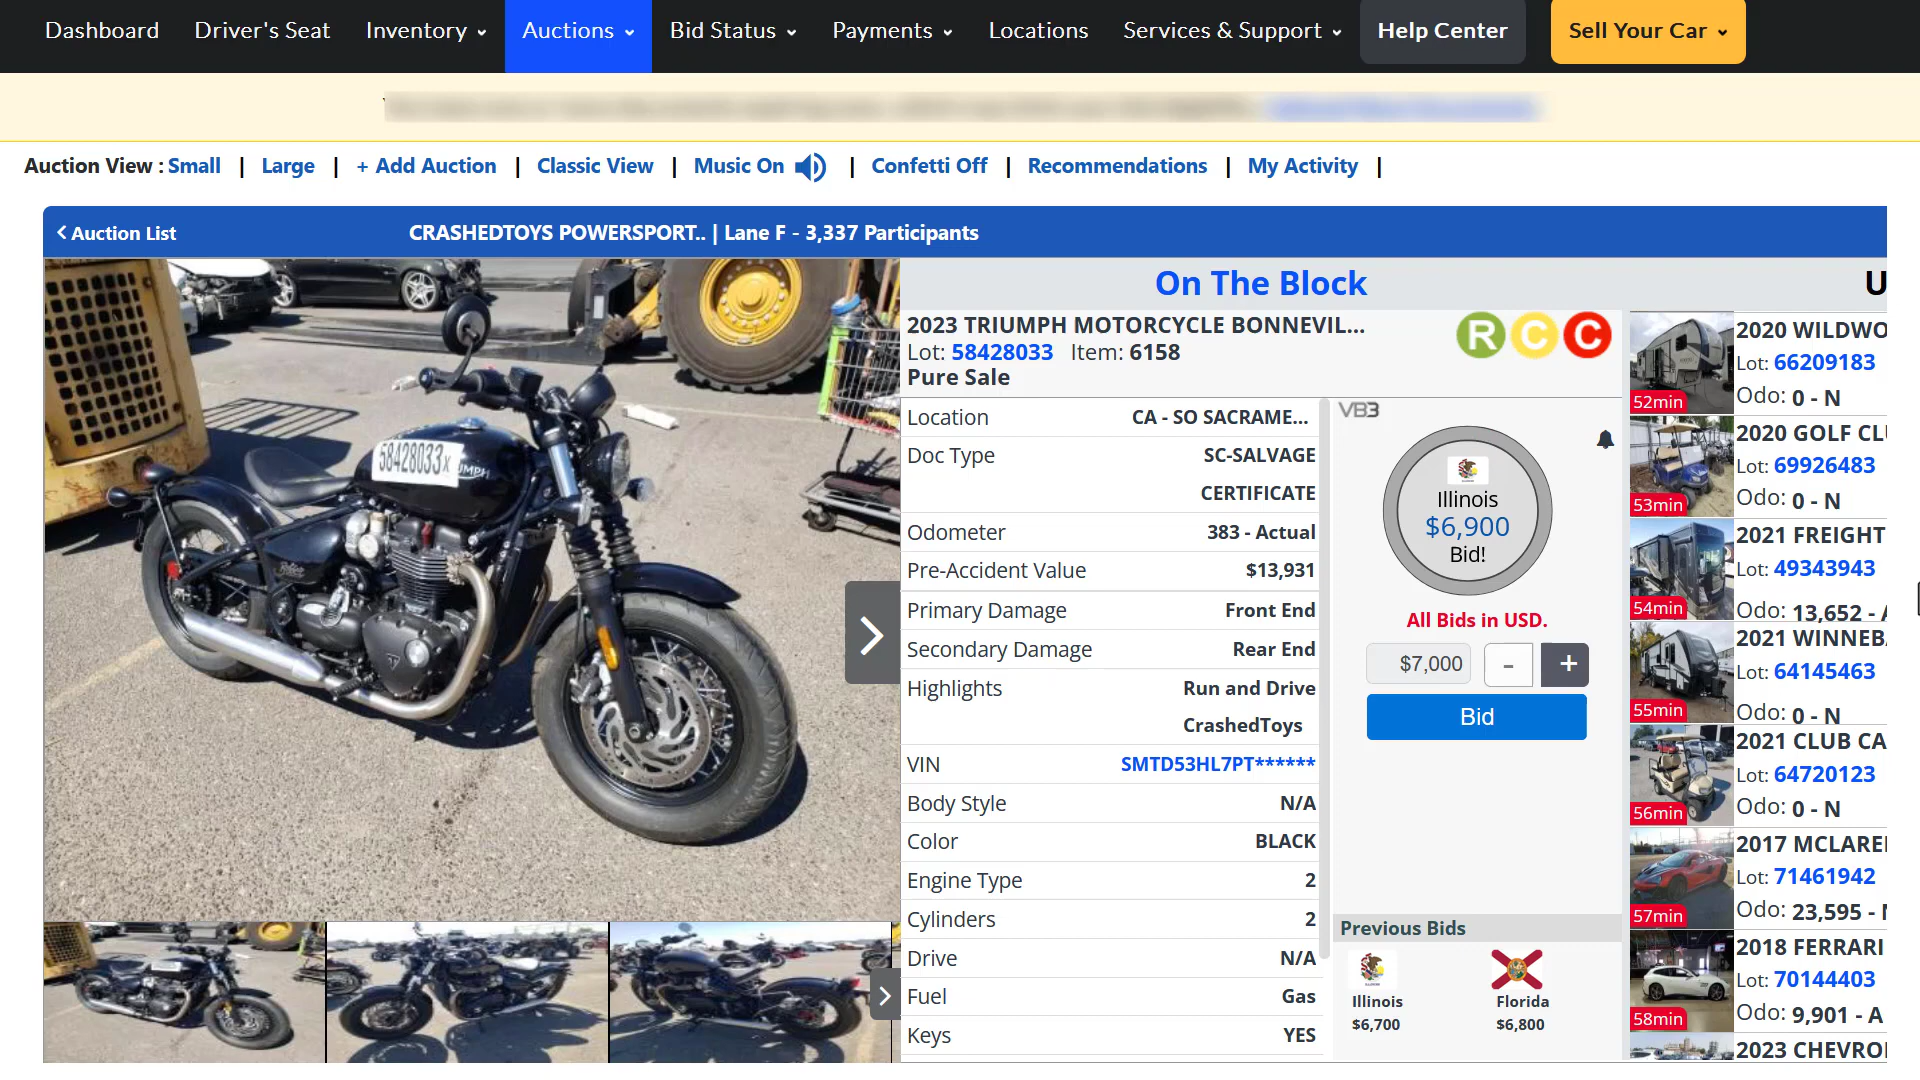 Dashboard Driver's Seat Inventory Auctions Bid Status Payments Locations Services & Support Help Center Sell Your Car
Auction View : Small | Large | + Add Auction | Classic View | Music On | Confetti Off | Recommendations | My Activity |
Auction List CRASHEDTOYS POWERSPORT.. | Lane F - 3,337 Participants
On The Block
U
2023 TRIUMPH MOTORCYCLE BONNEVIL...
Lot: 58428033 Item: 6158
Pure Sale
R C C
58428033X
Location CA - SO SACRAME...
Doc Type SC-SALVAGE
CERTIFICATE
Odometer 383 - Actual
Pre-Accident Value $13,931
Primary Damage Front End
Secondary Damage Rear End
Highlights Run and Drive
CrashedToys
VIN SMTD53HL7PT******
Body Style N/A
Color BLACK
Engine Type 2
Cylinders 2
Drive N/A
Fuel Gas
Keys YES
VB3
Illinois
$6,900
Bid!
All Bids in USD.
$7,000 - +
Bid
Previous Bids
Illinois
$6,700
Florida
$6,800
2020 WILDWO
Lot: 66209183
Odo: 0 - N
52min
2020 GOLF CLU
Lot: 69926483
Odo: 0 - N
53min
2021 FREIGHT
Lot: 49343943
Odo: 13,652 - A
54min
2021 WINNEBA
Lot: 64145463
Odo: 0 - N
55min
2021 CLUB CA
Lot: 64720123
Odo: 0 - N
56min
2017 MCLARE
Lot: 71461942
Odo: 23,595 -
57min
2018 FERRARI
Lot: 70144403
Odo: 9,901 - A
58min
2023 CHEVRO